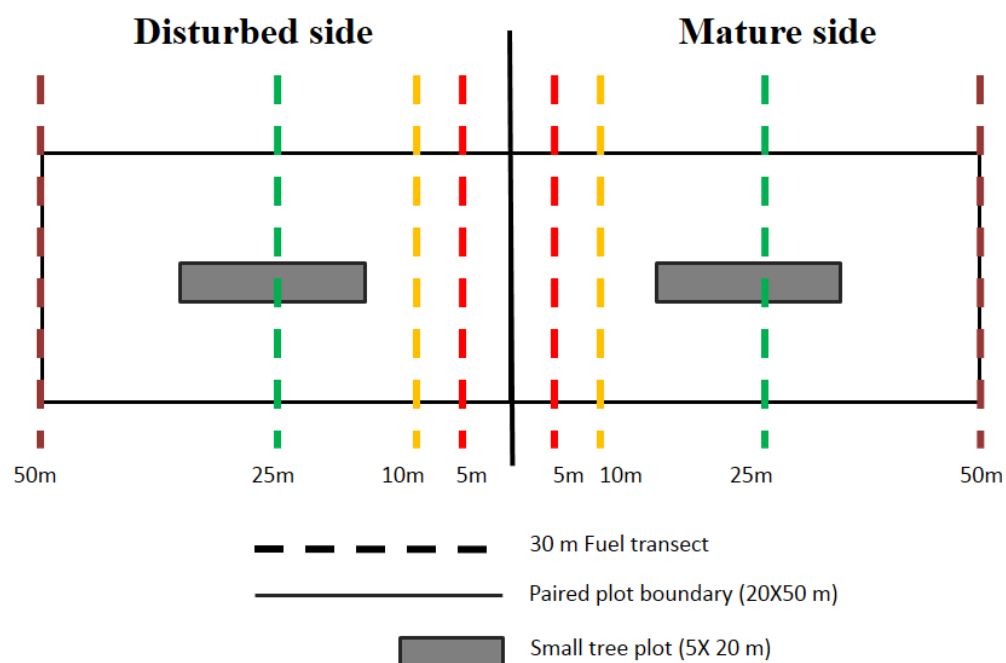 Disturbed side
Mature side
50m 25m 10m 5m 5m 10m 25m 50m
30 m Fuel transect
Paired plot boundary (20X50 m)
Small tree plot (5X 20 m)